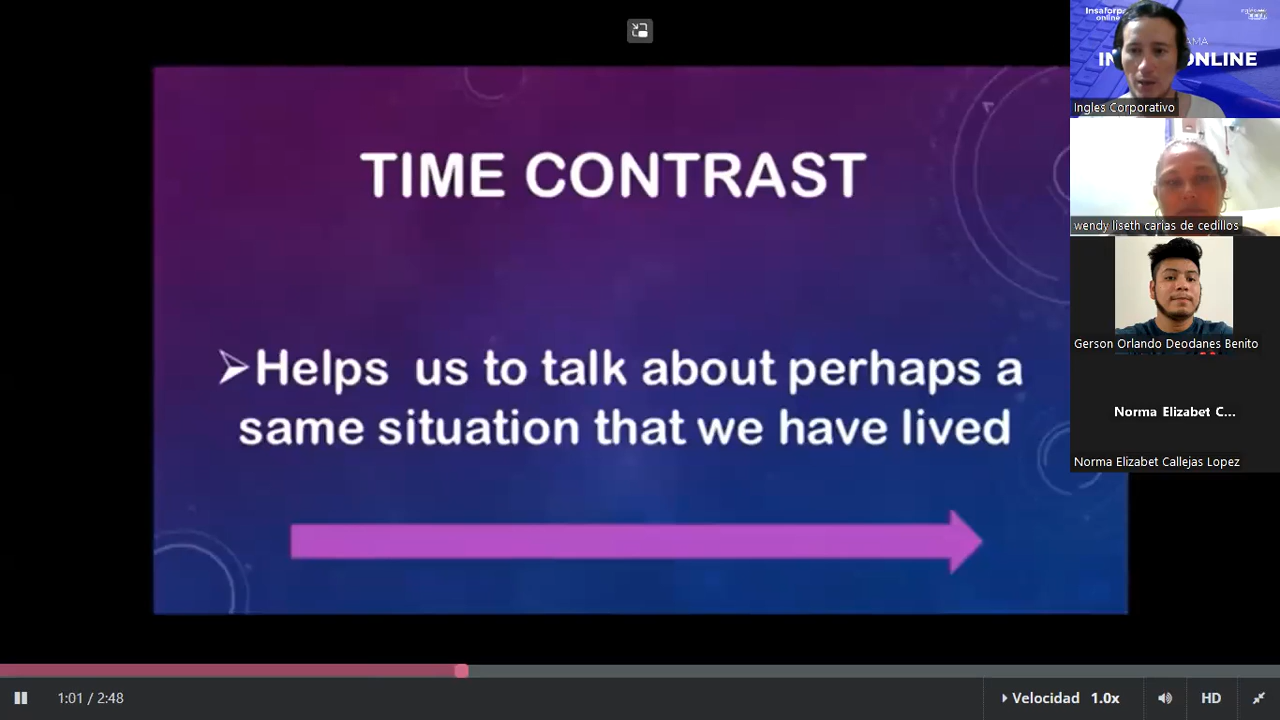 Insaforp
online
ONLINE
Ingles Corporativo
wendy liseth carias de cedillos
Gerson Orlando Deodanes Benito
Norma Elizabet C...
Norma Elizabet Callejas Lopez
TIME CONTRAST
➢Helps us to talk about perhaps a
same situation that we have lived
1:01 / 2:48
Velocidad 1.0x
HD